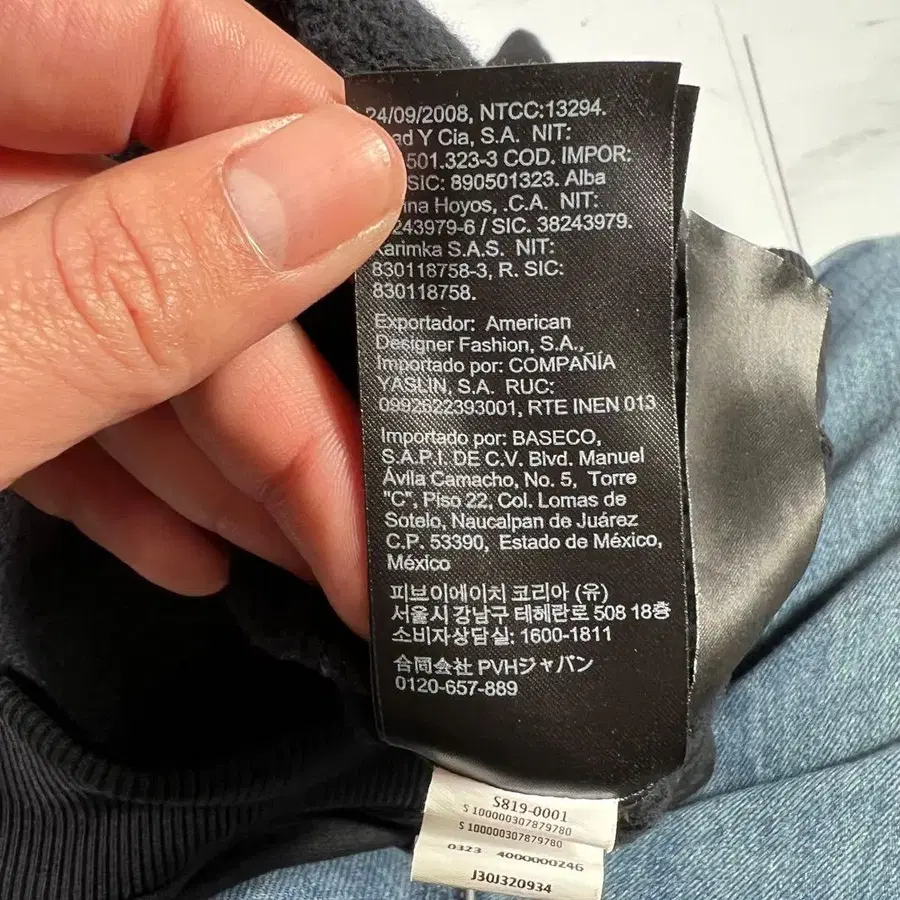 24/09/2008, NTCC:13294.
ad Y Cia, S.A. NIT:
501.323-3 COD. IMPOR:
SIC: 890501323. Alba
ina Hoyos, .C.A. NIT:
243979-6 / SIC. 38243979.
Karimka S.A.S. NIT:
830118758-3, R. SIC:
830118758.
Exportador: American
Designer Fashion, S.A.,
Importado por: COMPAÑÍA
YASLIN, S.A. RUC:
0992622393001, RTE INEN 013
Importado por: BASECO,
S.A.P.I. DE C.V. Blvd. Manuel
Ávila Camacho, No. 5, Torre
"C", Piso 22, Col. Lomas de
Sotelo, Naucalpan de Juárez
C.P. 53390, Estado de México,
México
피브이에이치 코리아 (유)
서울시 강남구 테헤란로 508 18층
소비자상담실: 1600-1811
合同会社 PVHジャパン
0120-657-889
S819-0001
S 100000307879780
S 100000307879780
0323 4000000246
J30J320934